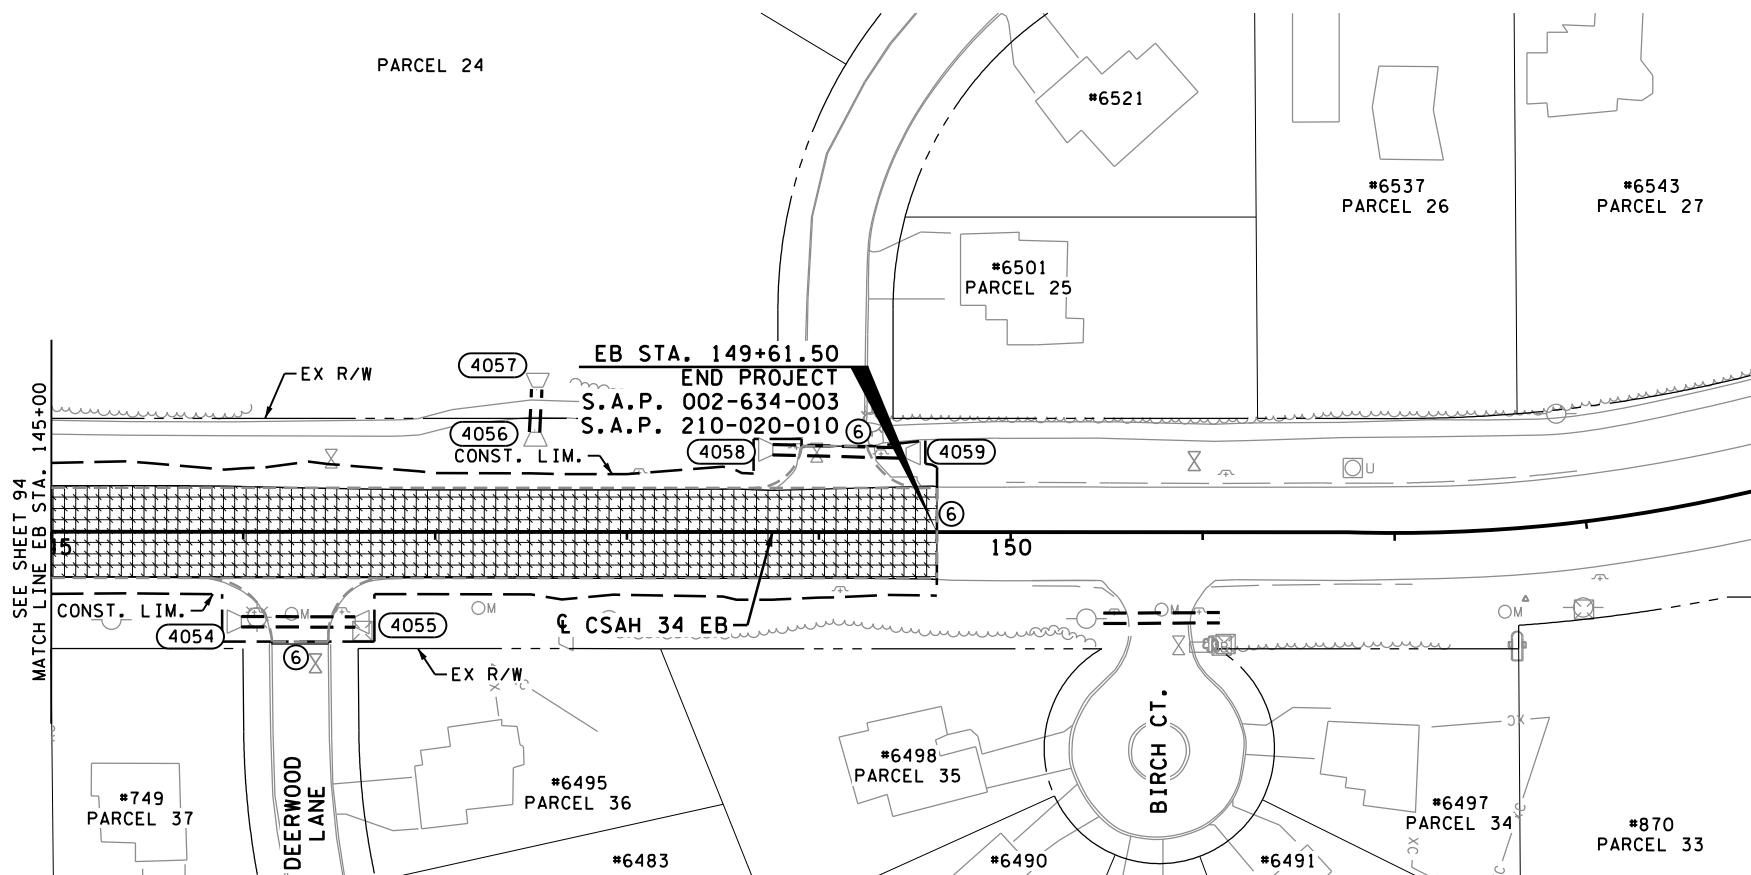 PARCEL 24
#6521
#6537
PARCEL 26
#6543
PARCEL 27
#6501
PARCEL 25
SEE SHEET 94
MATCH LINE EB STA. 145+00
EX R/W
4057
4056
CONST. LIM.
EB STA. 149+61.50
END PROJECT
S.A.P. 002-634-003
S.A.P. 210-020-010
6
4058
4059
6
U
150
CONST. LIM.
4054
M
4055
M
6
EX R/W
℄ CSAH 34 EB
M
M
BIRCH CT.
DEERWOOD
LANE
#749
PARCEL 37
#6495
PARCEL 36
#6498
PARCEL 35
#6497
PARCEL 34
#870
PARCEL 33
#6483
#6490
#6491